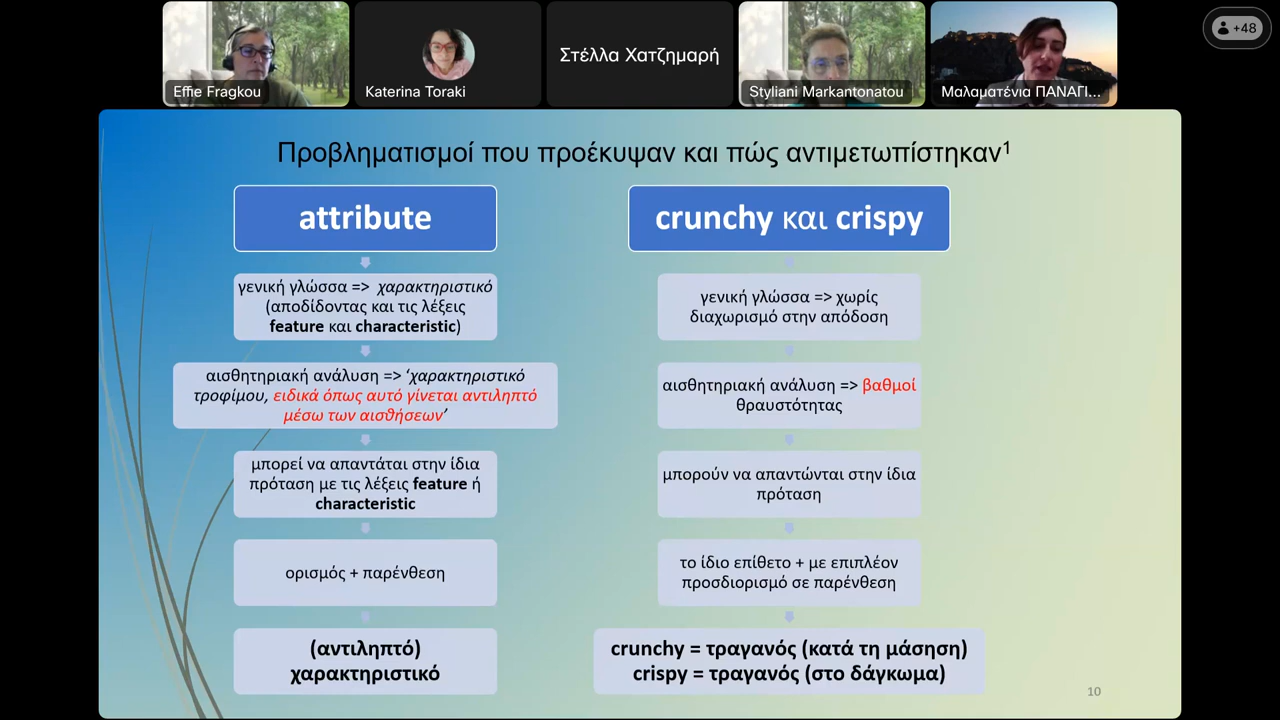 +48
Effie Fragkou
Katerina Toraki
Στέλλα Χατζημαρή
Styliani Markantonatou
Μαλαματένια ΠΑΝΑΓΙ...
Προβληματισμοί που προέκυψαν και πώς αντιμετωπίστηκαν¹
attribute
γενική γλώσσα => χαρακτηριστικό
(αποδίδοντας και τις λέξεις
feature και characteristic)
αισθητηριακή ανάλυση => ‘χαρακτηριστικό
τροφίμου, ειδικά όπως αυτό γίνεται αντιληπτό
μέσω των αισθήσεων’
μπορεί να απαντάται στην ίδια
πρόταση με τις λέξεις feature ή
characteristic
ορισμός + παρένθεση
(αντιληπτό)
χαρακτηριστικό
crunchy και crispy
γενική γλώσσα => χωρίς
διαχωρισμό στην απόδοση
αισθητηριακή ανάλυση => βαθμοί
θραυστότητας
μπορούν να απαντώνται στην ίδια
πρόταση
το ίδιο επίθετο + με επιπλέον
προσδιορισμό σε παρένθεση
crunchy = τραγανός (κατά τη μάσηση)
crispy = τραγανός (στο δάγκωμα)
10